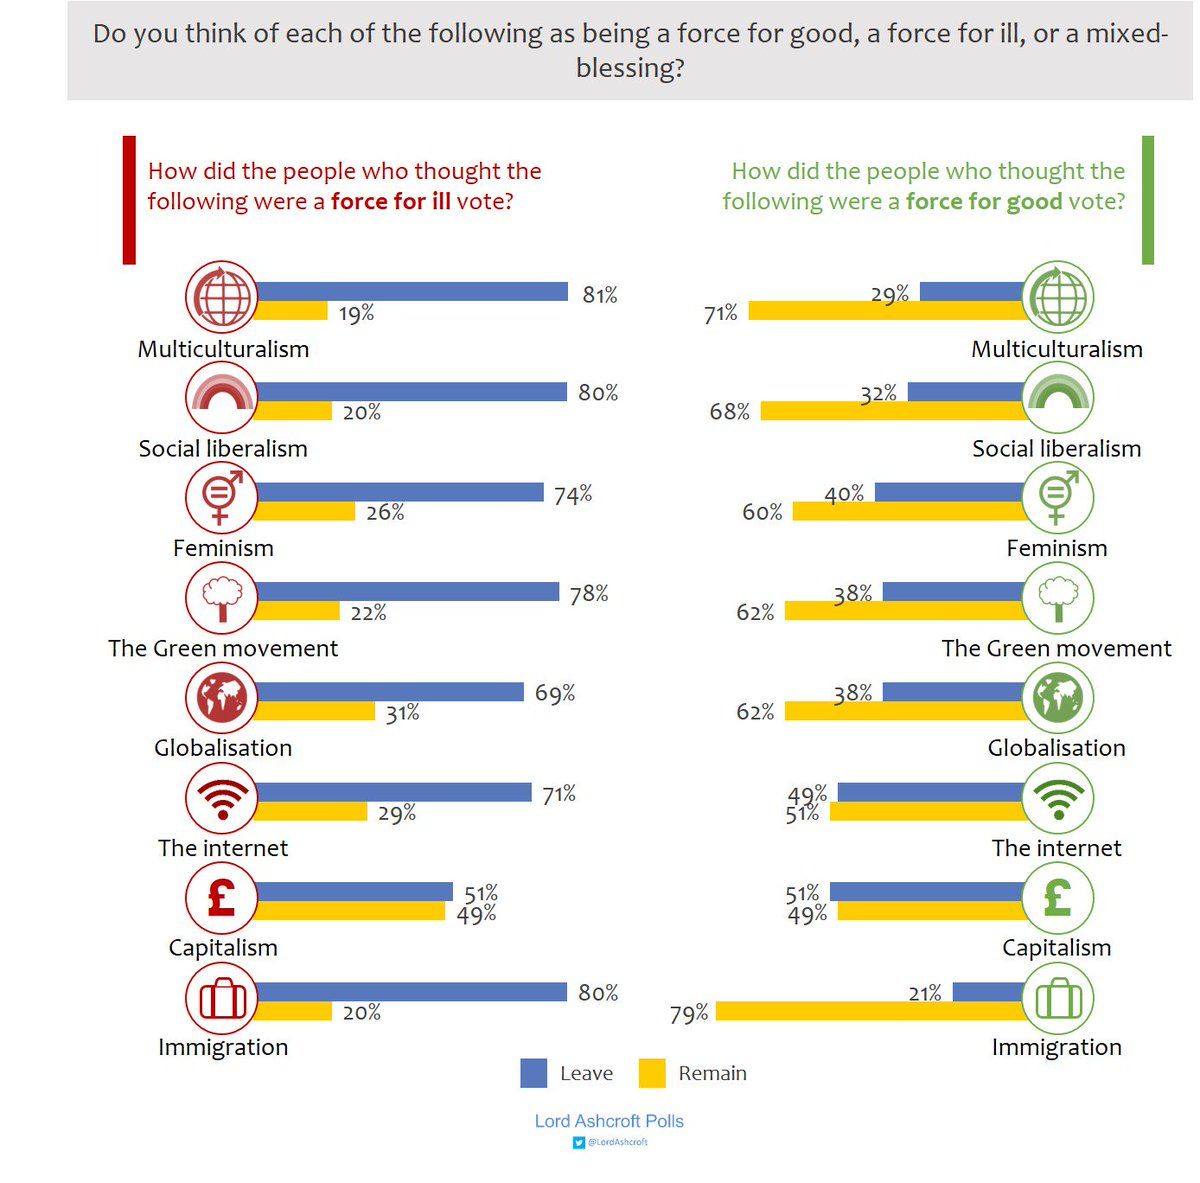 Do you think of each of the following as being a force for good, a force for ill, or a mixed-
blessing?
How did the people who thought the
following were a force for ill vote?
81%
19%
Multiculturalism
80%
20%
Social liberalism
74%
26%
Feminism
78%
22%
The Green movement
69%
31%
Globalisation
71%
29%
The internet
£
51%
49%
Capitalism
80%
20%
Immigration
How did the people who thought the
following were a force for good vote?
29%
71%
Multiculturalism
32%
68%
Social liberalism
40%
60%
Feminism
38%
62%
The Green movement
38%
62%
Globalisation
49%
51%
The internet
51%
49%
£
Capitalism
21%
79%
Immigration
Leave
Remain
Lord Ashcroft Polls
@LordAshcroft